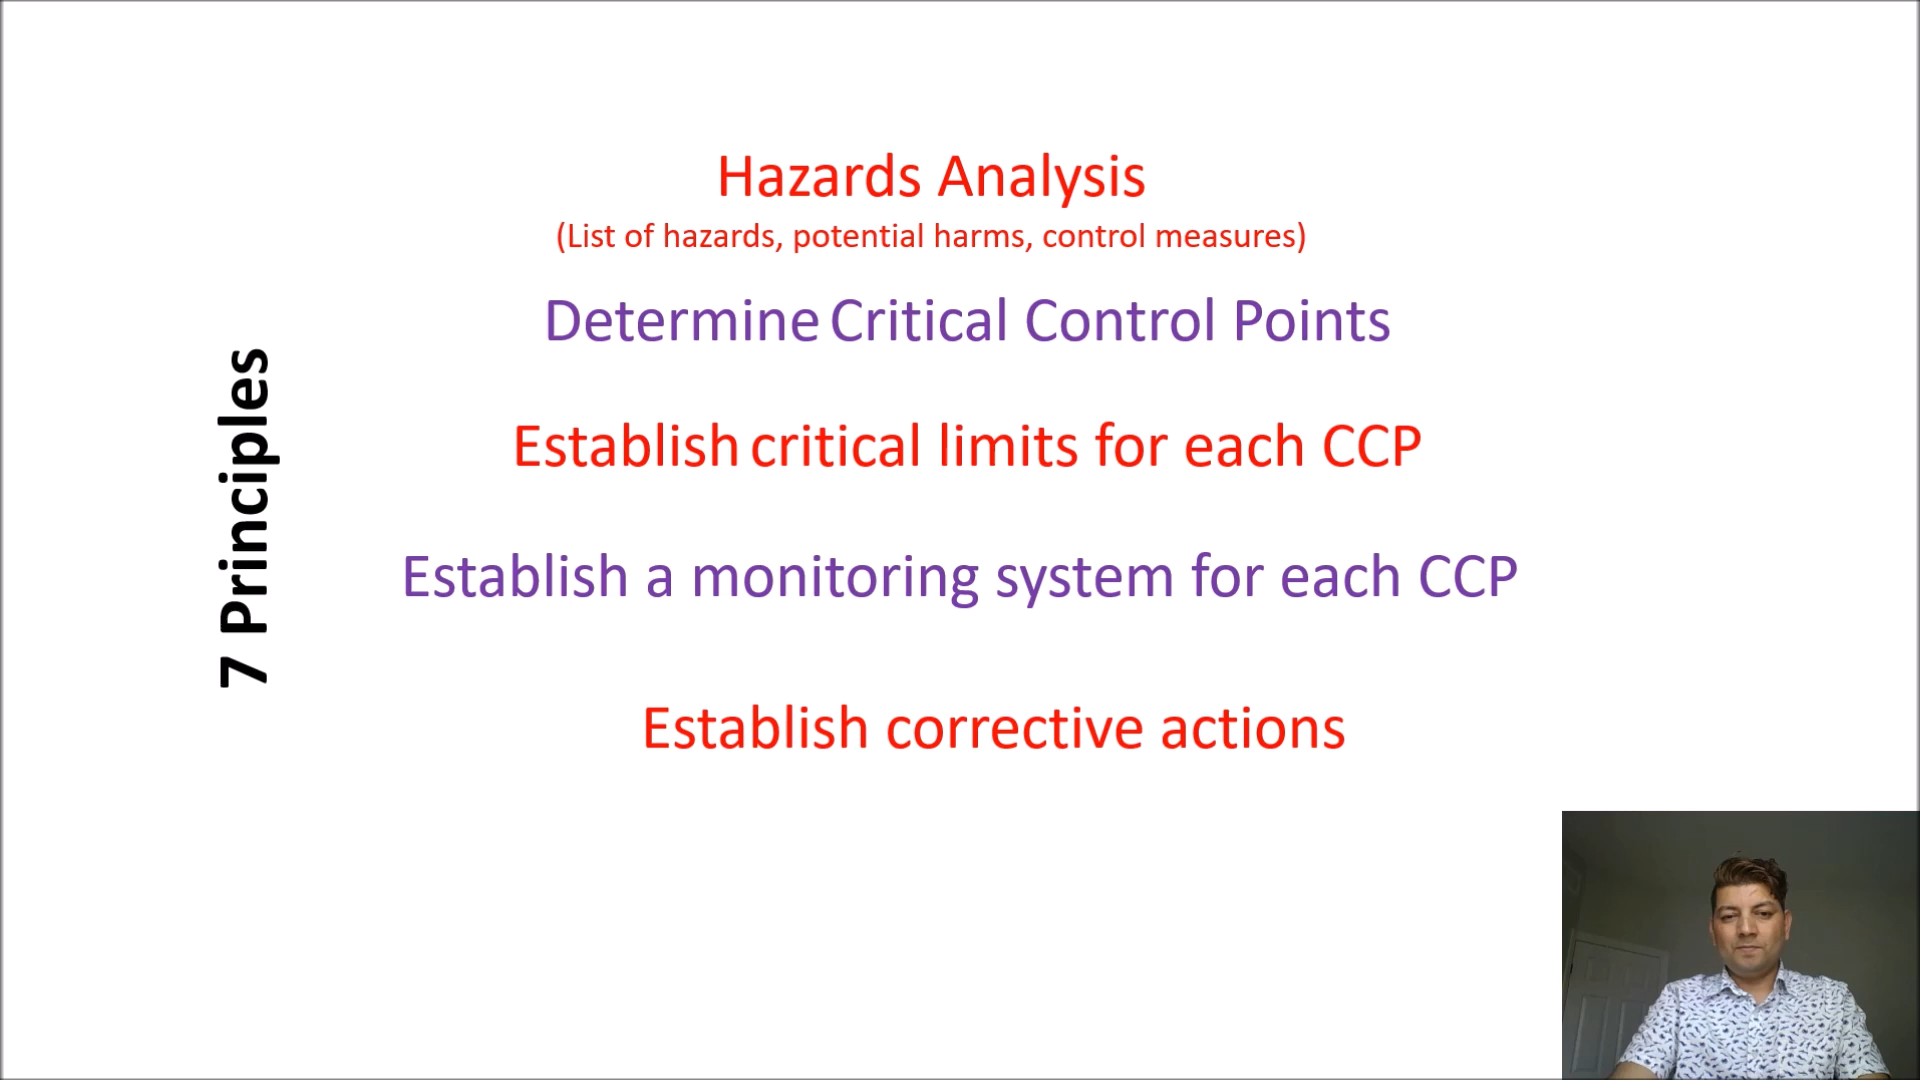 7 Principles
Hazards Analysis
(List of hazards, potential harms, control measures)
Determine Critical Control Points
Establish critical limits for each CCP
Establish a monitoring system for each CCP
Establish corrective actions